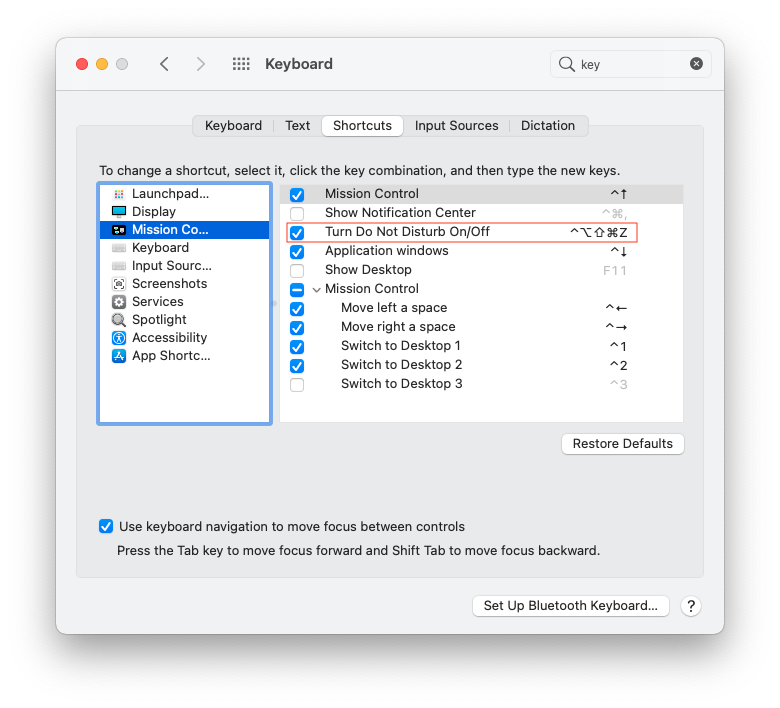 Keyboard
key
Keyboard Text Shortcuts Input Sources Dictation
To change a shortcut, select it, click the key combination, and then type the new keys.
Launchpad...
Display
Mission Co...
Keyboard
Input Sourc...
Screenshots
Services
Spotlight
Accessibility
App Shortc...
Mission Control ^↑
Show Notification Center ^⌘,
Turn Do Not Disturb On/Off ^⌥⇧⌘Z
Application windows ^↓
Show Desktop F11
Mission Control
Move left a space ^←
Move right a space ^→
Switch to Desktop 1 ^1
Switch to Desktop 2 ^2
Switch to Desktop 3 ^3
Restore Defaults
Use keyboard navigation to move focus between controls
Press the Tab key to move focus forward and Shift Tab to move focus backward.
Set Up Bluetooth Keyboard... ?